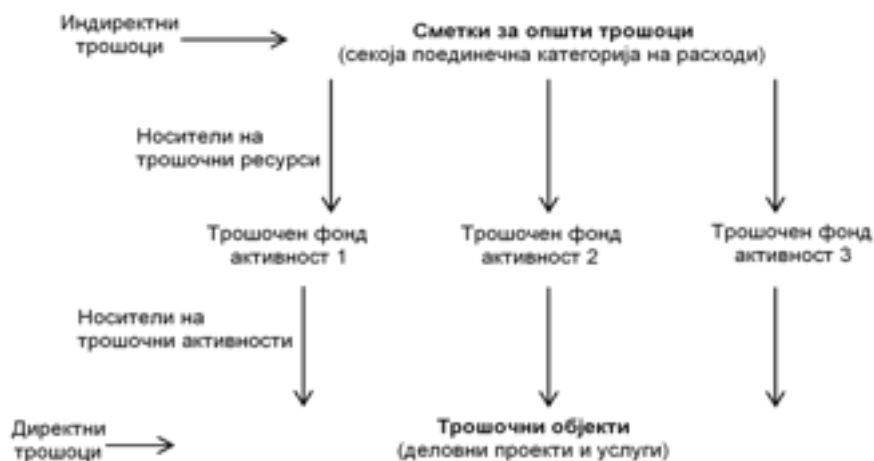 Индиректни
трошоци
Сметки за општи трошоци
(секоја поединечна категорија на расходи)
Носители на
трошочни ресурси
Трошочен фонд
активност 1
Трошочен фонд
активност 2
Трошочен фонд
активност 3
Носители на
трошочни активности
Директни
трошоци
Трошочни објекти
(деловни проекти и услуги)